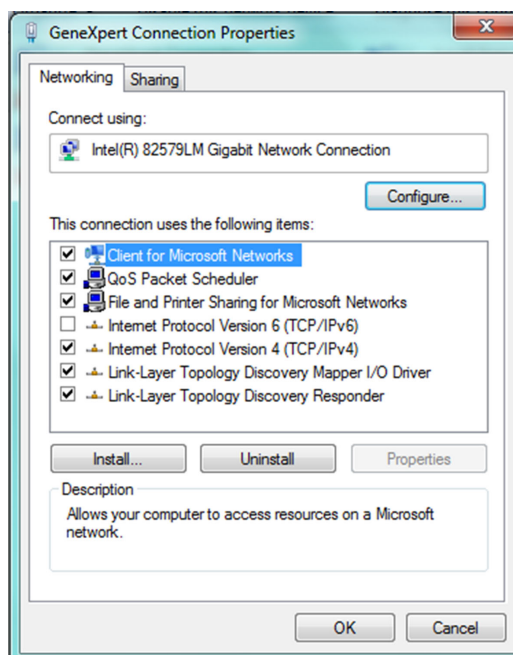 GeneXpert Connection Properties
Networking
Sharing
Connect using:
Intel(R) 82579LM Gigabit Network Connection
Configure...
This connection uses the following items:
Client for Microsoft Networks
QoS Packet Scheduler
File and Printer Sharing for Microsoft Networks
Internet Protocol Version 6 (TCP/IPv6)
Internet Protocol Version 4 (TCP/IPv4)
Link-Layer Topology Discovery Mapper I/O Driver
Link-Layer Topology Discovery Responder
Install...
Uninstall
Properties
Description
Allows your computer to access resources on a Microsoft
network.
OK
Cancel